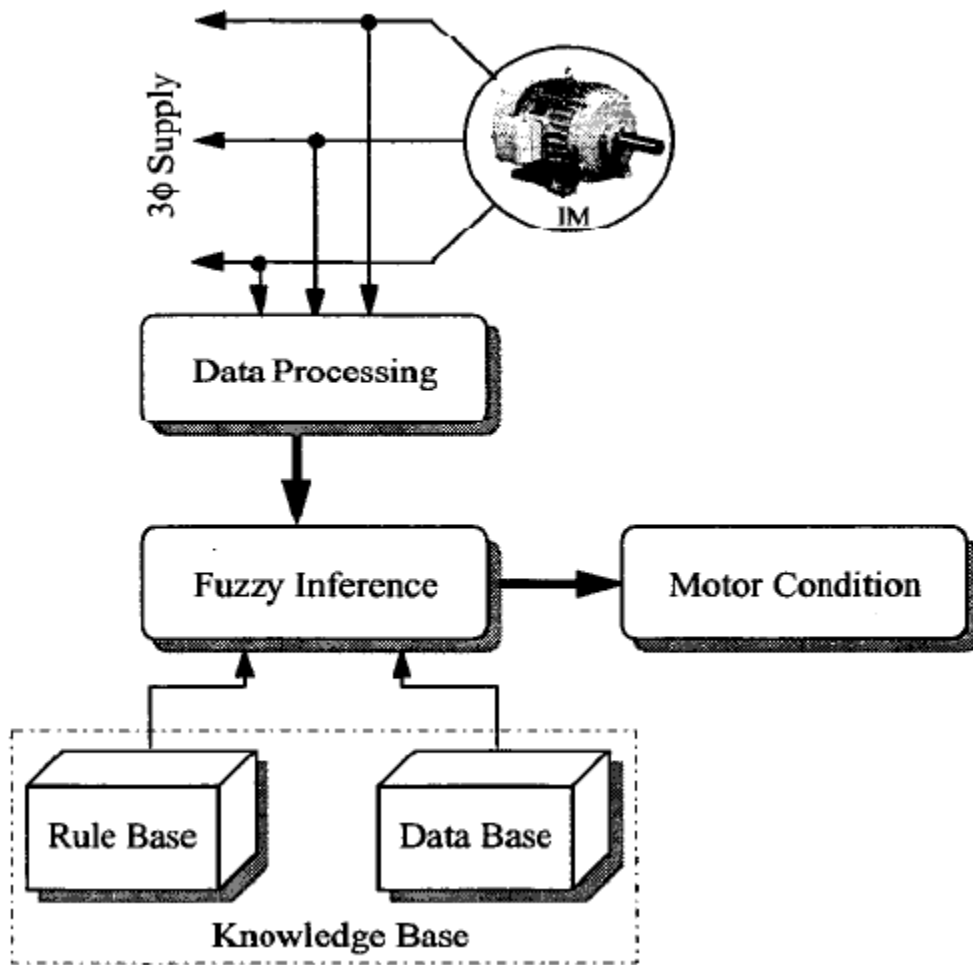 3ϕ Supply
IM
Data Processing
Fuzzy Inference
Motor Condition
Rule Base
Data Base
Knowledge Base